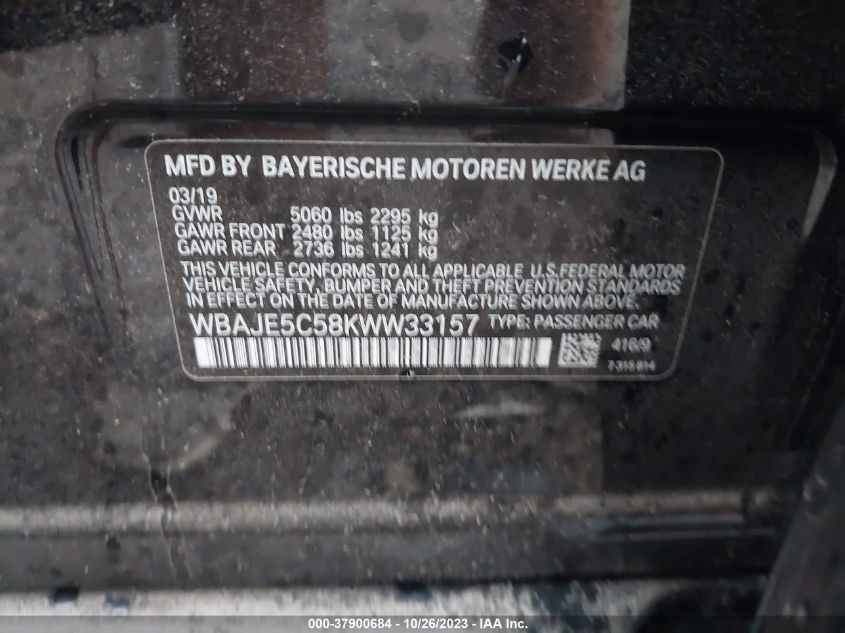 MFD BY BAYERISCHE MOTOREN WERKE AG
03/19
GVWR 5060 lbs 2295 kg
GAWR FRONT 2480 lbs 1125 kg
GAWR REAR 2736 lbs 1241 kg
THIS VEHICLE CONFORMS TO ALL APPLICABLE U.S.FEDERAL MOTOR
VEHICLE SAFETY, BUMPER AND THEFT PREVENTION STANDARDS
IN EFFECT ON THE DATE OF MANUFACTURE SHOWN ABOVE.
WBAJE5C58KWW33157 TYPE: PASSENGER CAR
416/9
7313814
000-37900684 - 10/26/2023 - IAA Inc.